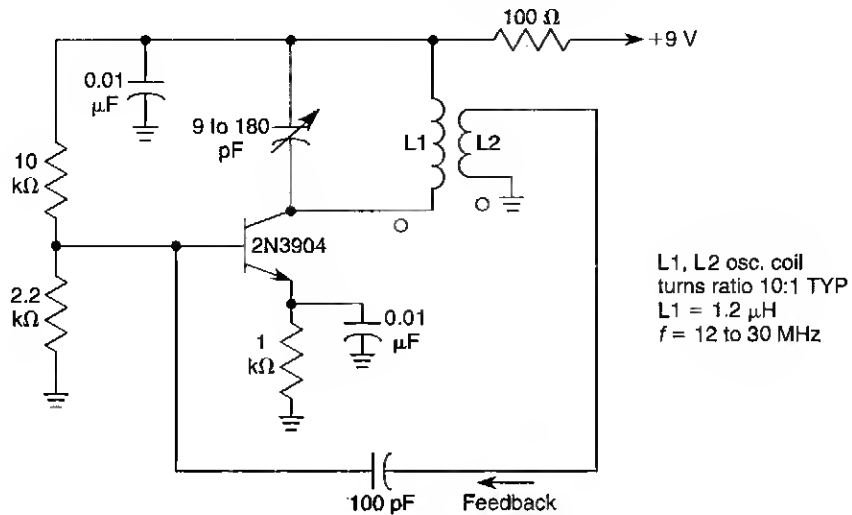 100 Ω
+9 V
0.01
μF
9 lo 180
pF
L1
L2
10
kΩ
2N3904
2.2
kΩ
0.01
μF
1
kΩ
L1, L2 osc. coil
turns ratio 10:1 TYP
L1 = 1.2 μH
f = 12 to 30 MHz
100 pF
Feedback